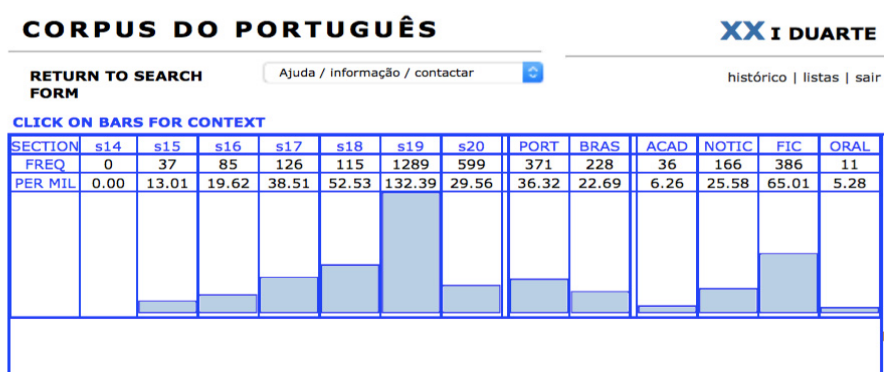 CORPUS DO PORTUGUÊS
XX I DUARTE
RETURN TO SEARCH FORM
Ajuda / informação / contactar
histórico | listas | sair
CLICK ON BARS FOR CONTEXT
SECTION s14 s15 s16 s17 s18 s19 s20 PORT BRAS ACAD NOTIC FIC ORAL
FREQ 0 37 85 126 115 1289 599 371 228 36 166 386 11
PER MIL 0.00 13.01 19.62 38.51 52.53 132.39 29.56 36.32 22.69 6.26 25.58 65.01 5.28